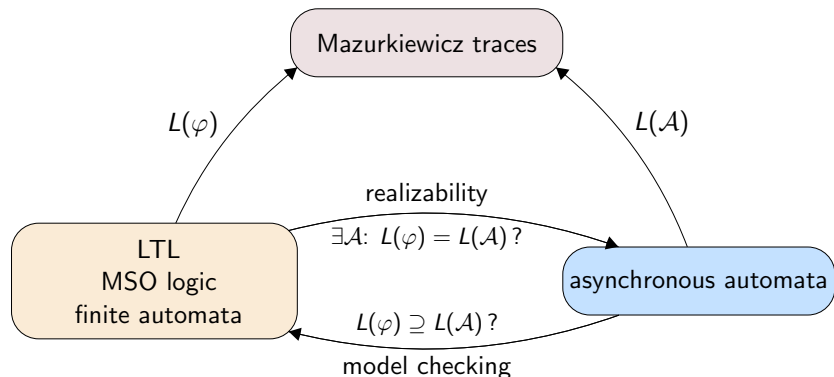 Mazurkiewicz traces
L(φ)
L(𝒜)
realizability
∃𝒜: L(φ) = L(𝒜) ?
LTL
MSO logic
finite automata
asynchronous automata
L(φ) ⊇ L(𝒜) ?
model checking